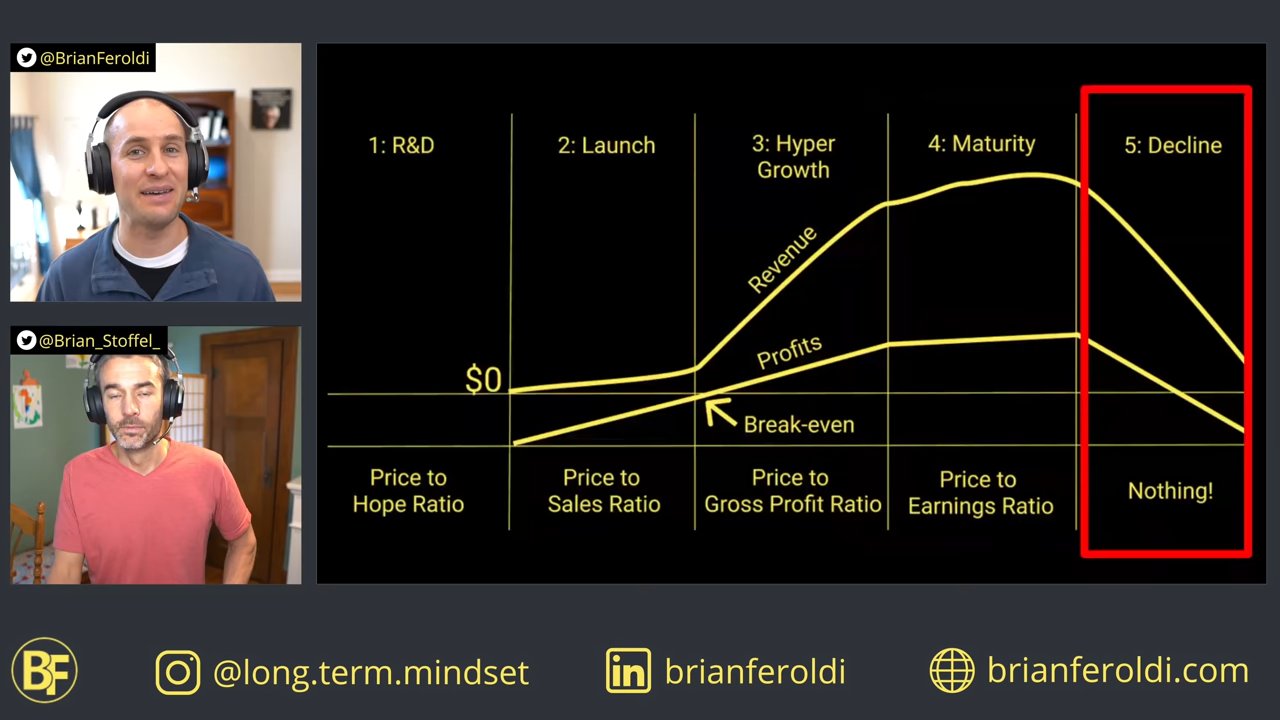 @BrianFeroldi
@Brian_Stoffel_
1: R&D
2: Launch
3: Hyper
Growth
4: Maturity
5: Decline
Revenue
Profits
$0
Break-even
Price to
Hope Ratio
Price to
Sales Ratio
Price to
Gross Profit Ratio
Price to
Earnings Ratio
Nothing!
BF
@long.term.mindset
in
brianferoldi
brianferoldi.com